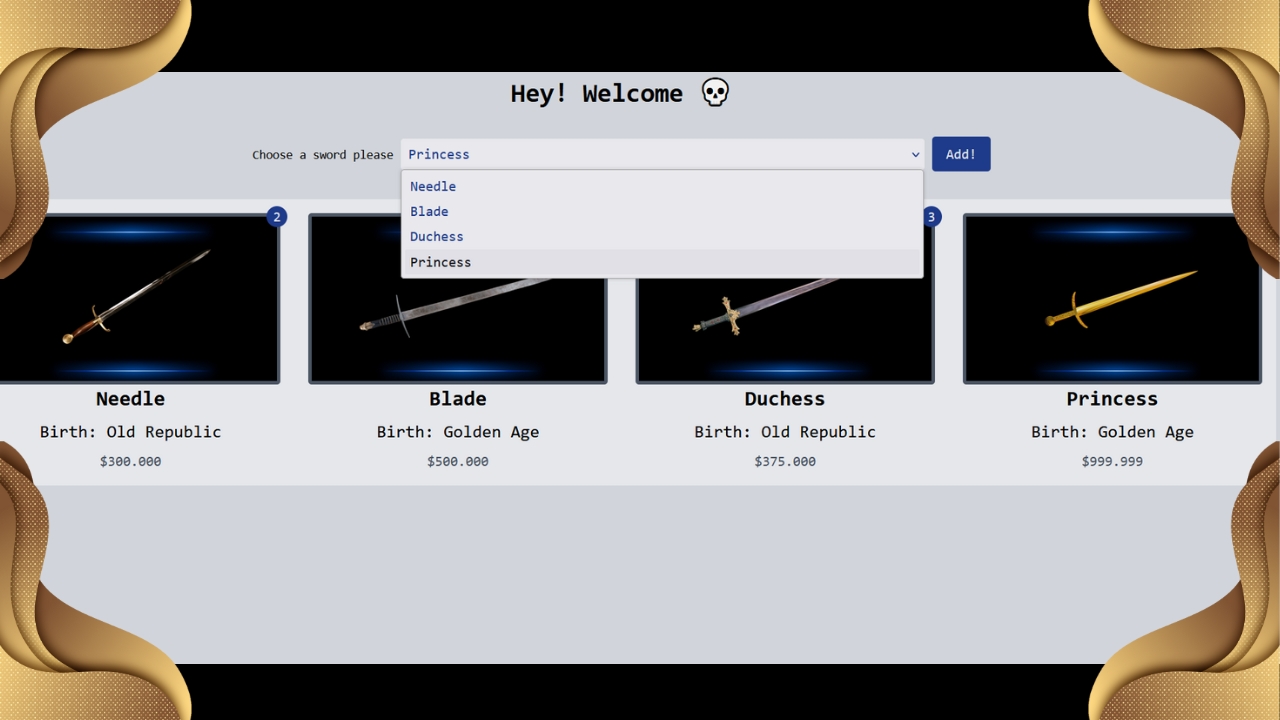 Hey! Welcome 💀
Choose a sword please Princess Add!
Needle
Blade
Duchess
Princess
2 3
Needle Blade Duchess Princess
Birth: Old Republic Birth: Golden Age Birth: Old Republic Birth: Golden Age
$300.000 $500.000 $375.000 $999.999